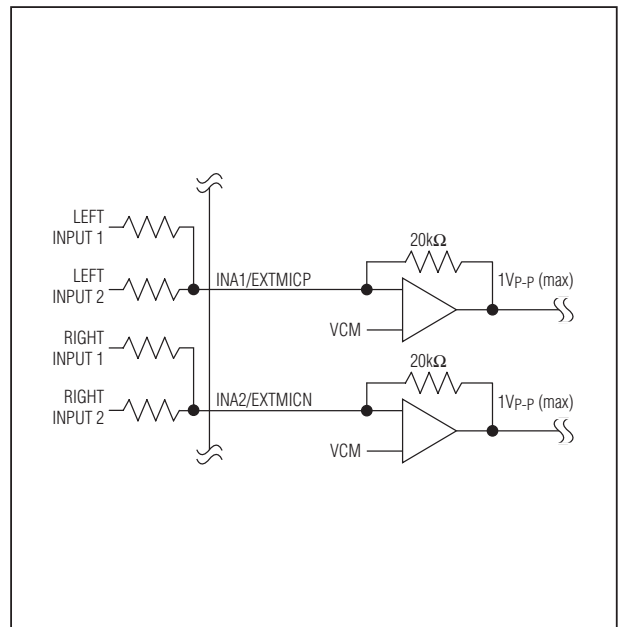 LEFT
INPUT 1
LEFT
INPUT 2
INA1/EXTMICP
20kΩ
1VP-P (max)
VCM
RIGHT
INPUT 1
RIGHT
INPUT 2
INA2/EXTMICN
20kΩ
1VP-P (max)
VCM